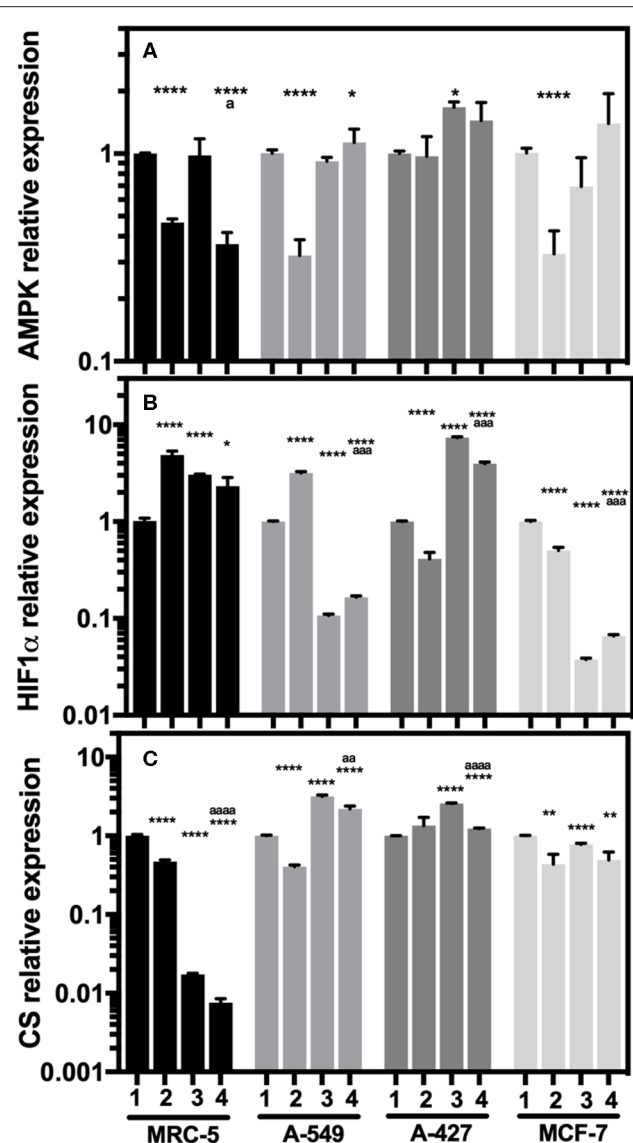 A
AMPK relative expression
**** **** **** * * ****
a
1
0.1
B
HIF1α relative expression
10
1
0.1
0.01
**** **** * **** **** **** **** **** **** **** **** ****
aaa aaa aaa
C
CS relative expression
10
1
0.1
0.01
0.001
aaaa aa aaaa
**** **** **** **** **** **** **** **** ** **** **
1 2 3 4 1 2 3 4 1 2 3 4 1 2 3 4
MRC-5 A-549 A-427 MCF-7